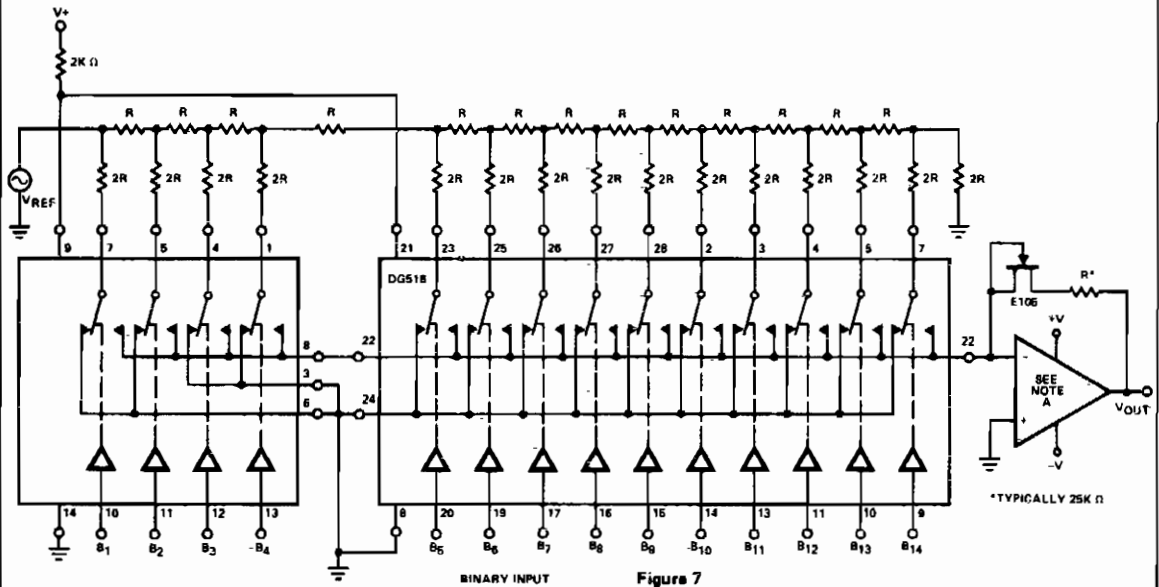 V+
2K Ω
R R R R R R R R R R R R R
2R 2R 2R 2R 2R 2R 2R 2R 2R 2R 2R 2R 2R 2R 2R
VREF
9 7 5 4 1 21 23 25 26 27 28 2 3 4 5 7
DG516
E105
R*
+V
8 22 22
3
6 24
-
SEE
NOTE
A
+
VOUT
-V
*TYPICALLY 25K Ω
14 10 11 12 13 8 20 19 17 16 15 14 13 11 10 9
B1 B2 B3 -B4 B5 B6 B7 B8 B9 -B10 B11 B12 B13 B14
BINARY INPUT
Figure 7